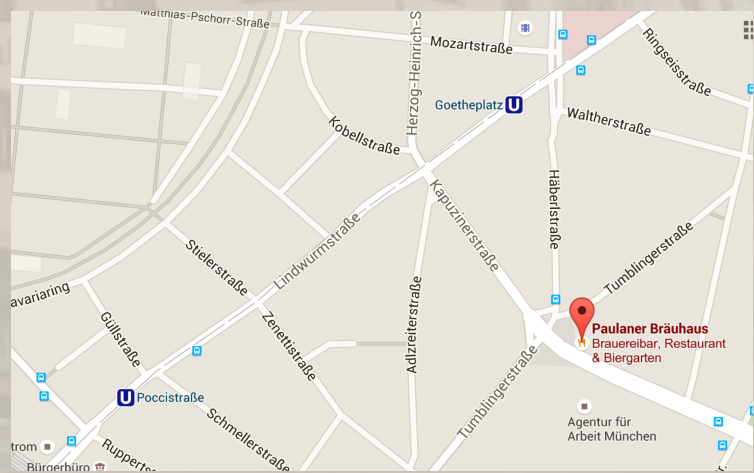 Matthias-Pschorr-Straße
Mozartstraße
Ringseisstraße
Herzog-Heinrich-S
Goetheplatz U
Waltherstraße
Kobellstraße
Kapuzinerstraße
Häberlstraße
Lindwurmstraße
Stielerstraße
Tumblingerstraße
avariaring
Güllstraße
Zenettistraße
Adlzreiterstraße
Paulaner Bräuhaus
Brauereibar, Restaurant
& Biergarten
Tumblingerstraße
U Poccistraße
Schmellerstraße
Agentur für
Arbeit München
trom
Ruppertst
Bürgerbüro